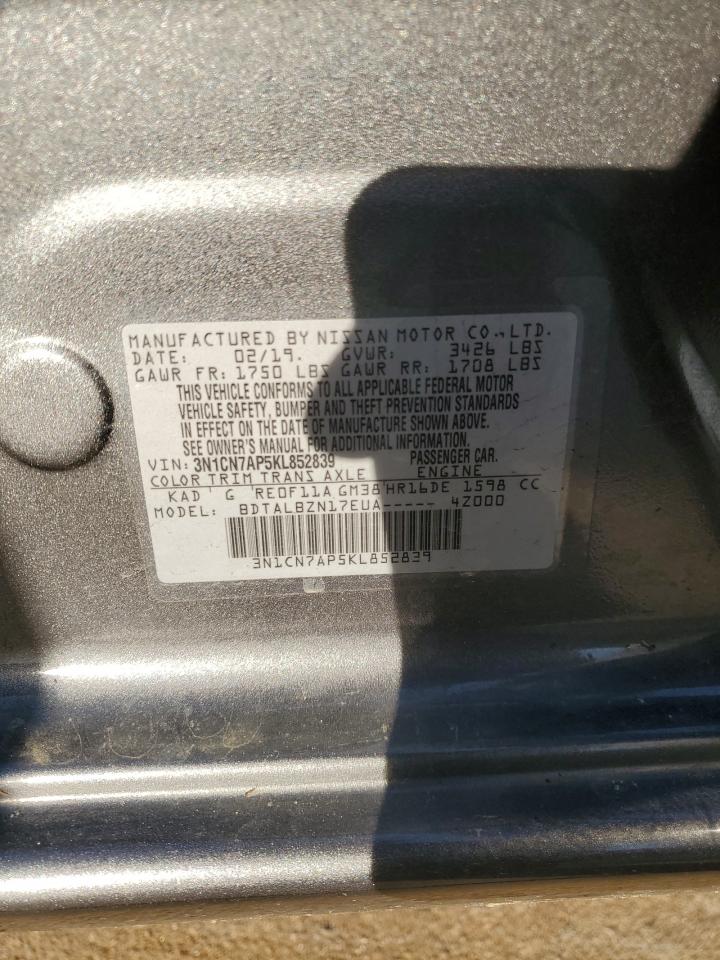 MANUFACTURED BY NISSAN MOTOR CO., LTD.
DATE: 02/19. GVWR: 3426 LBS
GAWR FR: 1750 LBS GAWR RR: 1708 LBS
THIS VEHICLE CONFORMS TO ALL APPLICABLE FEDERAL MOTOR
VEHICLE SAFETY, BUMPER AND THEFT PREVENTION STANDARDS
IN EFFECT ON THE DATE OF MANUFACTURE SHOWN ABOVE.
SEE OWNER'S MANUAL FOR ADDITIONAL INFORMATION
VIN: 3N1CN7AP5KL852839 PASSENGER CAR.
COLOR TRIM TRANS AXLE ENGINE
KAD G RE0F11A GM38 HR16DE 1598 CC
MODEL: BDTALBZN17EUA----- 4Z000
3N1CN7AP5KL852839